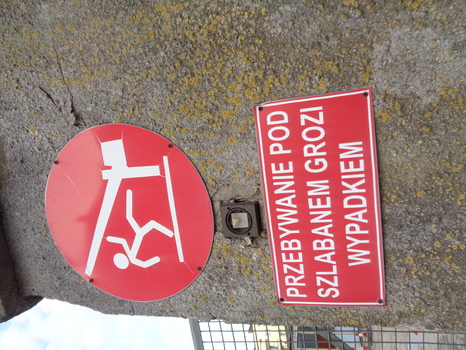 PRZEBYWANIE POD
SZLABANEM GROZI
WYPADKIEM